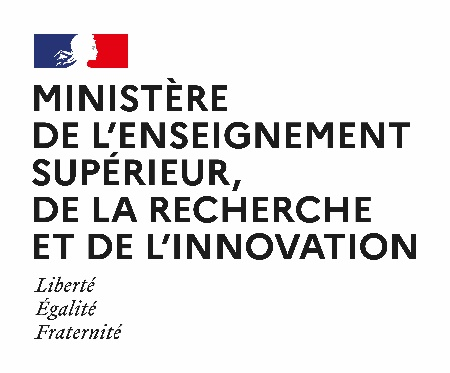 MINISTÈRE
DE L'ENSEIGNEMENT
SUPÉRIEUR,
DE LA RECHERCHE
ET DE L'INNOVATION
Liberté
Égalité
Fraternité